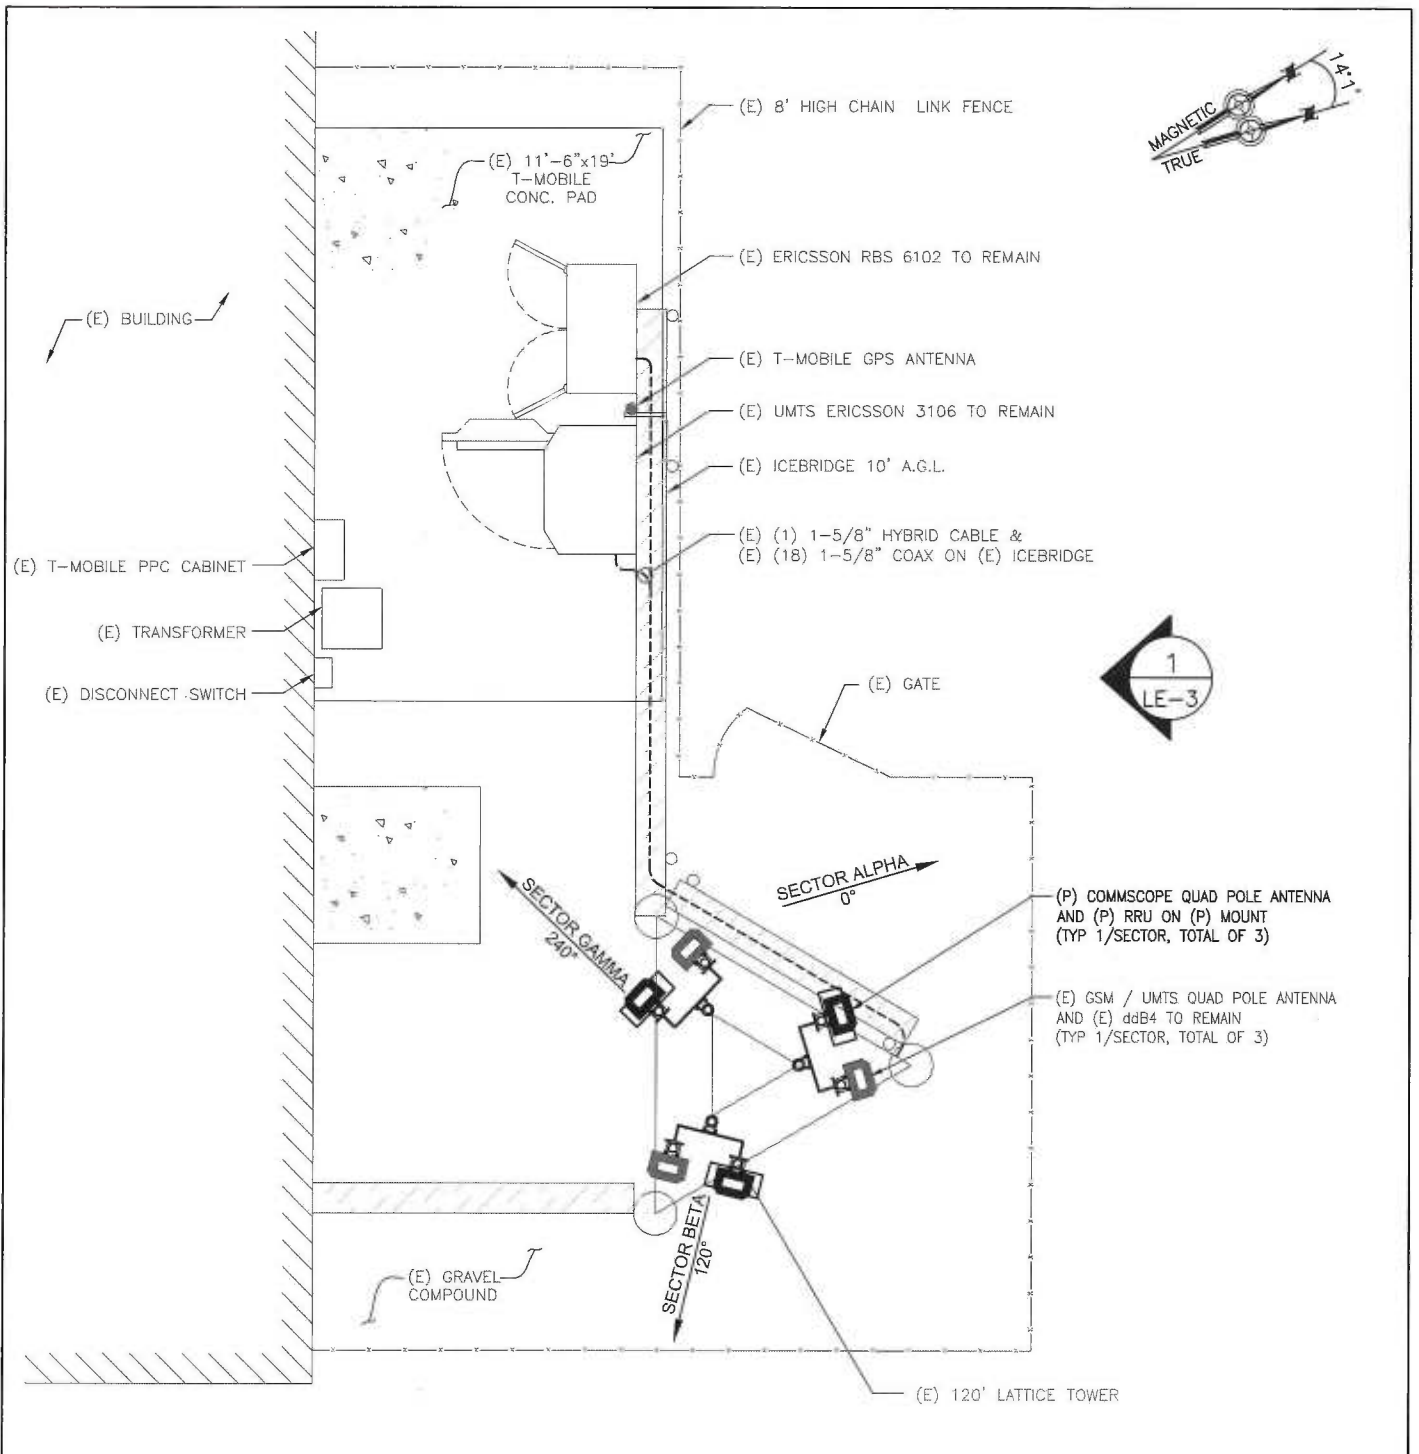 (E) 8' HIGH CHAIN LINK FENCE
MAGNETIC
TRUE
14°1°
(E) 11'-6"x19'
T-MOBILE
CONC. PAD
(E) ERICSSON RBS 6102 TO REMAIN
(E) BUILDING
(E) T-MOBILE GPS ANTENNA
(E) UMTS ERICSSON 3106 TO REMAIN
(E) ICEBRIDGE 10' A.G.L.
(E) (1) 1-5/8" HYBRID CABLE &
(E) (18) 1-5/8" COAX ON (E) ICEBRIDGE
(E) T-MOBILE PPC CABINET
(E) TRANSFORMER
(E) DISCONNECT SWITCH
(E) GATE
1
LE-3
SECTOR ALPHA
0°
SECTOR GAMMA
240°
(P) COMMSCOPE QUAD POLE ANTENNA
AND (P) RRU ON (P) MOUNT
(TYP 1/SECTOR, TOTAL OF 3)
(E) GSM / UMTS QUAD POLE ANTENNA
AND (E) ddB4 TO REMAIN
(TYP 1/SECTOR, TOTAL OF 3)
SECTOR BETA
120°
(E) GRAVEL
COMPOUND
(E) 120' LATTICE TOWER